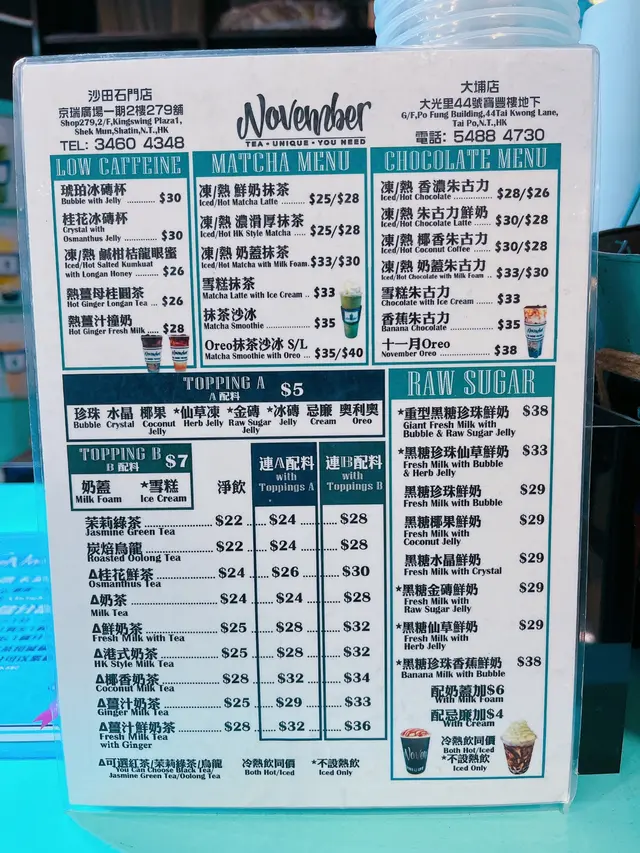 沙田石門店
京瑞廣場一期2樓279舖
Shop279,2/F,Kingswing Plaza1,
Shek Mun,Shatin,N.T.,HK
TEL: 3460 4348
November
TEA • UNIQUE • YOU NEED
大埔店
大光里44號寶豐樓地下
G/F,Po Fung Building,44Tai Kwong Lane,
Tai Po,N.T.,HK
電話: 5488 4730
LOW CAFFEINE
琥珀冰磚杯
Bubble with Jelly ........... $30
桂花冰磚杯
Crystal with
Osmanthus Jelly ........... $30
凍/熱 鹹柑桔龍眼蜜
Iced/Hot Salted Kumkuat
with Longan Honey ......... $26
熱薑母桂圓茶
Hot Ginger Longan Tea ... $26
熱薑汁撞奶
Hot Ginger Fresh Milk .... $28
MATCHA MENU
凍/熱 鮮奶抹茶
Iced/Hot Matcha Latte ........ $25/$28
凍/熱 濃滑厚抹茶
Iced/Hot HK Style Matcha .... $25/$28
凍/熱 奶蓋抹茶
Iced/Hot Matcha with Milk Foam. $33/$30
雪糕抹茶
Matcha Latte with Ice Cream .. $33
抹茶沙冰
Matcha Smoothie ............. $35
Oreo抹茶沙冰 S/L
Matcha Smoothie with Oreo ... $35/$40
CHOCOLATE MENU
凍/熱 香濃朱古力
Iced/Hot Chocolate ........... $28/$26
凍/熱 朱古力鮮奶
Iced/Hot Chocolate Latte ..... $30/$28
凍/熱 椰香朱古力
Iced/Hot Coconut Coffee ..... $30/$28
凍/熱 奶蓋朱古力
Iced/Hot Chocolate with Milk Foam .. $33/$30
雪糕朱古力
Chocolate with Ice Cream ...... $33
香蕉朱古力
Banana Chocolate ........... $35
十一月Oreo
November Oreo ............. $38
TOPPING A
A 配料
$5
珍珠 水晶 椰果 *仙草凍 *金磚 *冰磚 忌廉 奧利奧
Bubble Crystal Coconut Jelly Herb Jelly Raw Sugar Jelly Jelly Cream Oreo
TOPPING B
B 配料
$7
奶蓋 *雪糕
Milk Foam Ice Cream
淨飲
連A配料
with
Toppings A
連B配料
with
Toppings B
茉莉綠茶 ........ $22 ...... $24 ...... $28
Jasmine Green Tea
炭焙烏龍 ........ $22 ...... $24 ...... $28
Roasted Oolong Tea
Δ桂花鮮茶 ........ $24 ...... $26 ...... $30
Osmanthus Tea
Δ奶茶 ........ $24 ...... $24 ...... $28
Milk Tea
Δ鮮奶茶 ........ $25 ...... $28 ...... $32
Fresh Milk with Tea
Δ港式奶茶 ........ $25 ...... $28 ...... $32
HK Style Milk Tea
Δ椰香奶茶 ........ $28 ...... $32 ...... $34
Coconut Milk Tea
Δ薑汁奶茶 ........ $25 ...... $29 ...... $33
Ginger Milk Tea
Δ薑汁鮮奶茶 ........ $28 ...... $32 ...... $36
Fresh Milk Tea
with Ginger
Δ可選紅茶/茉莉綠茶/烏龍
You Can Choose Black Tea/
Jasmine Green Tea/Oolong Tea
冷熱飲同價
Both Hot/Iced
*不設熱飲
Iced Only
RAW SUGAR
*重型黑糖珍珠鮮奶 $38
Giant Fresh Milk with
Bubble & Raw Sugar Jelly
*黑糖珍珠仙草鮮奶 $33
Fresh Milk with Bubble
& Herb Jelly
黑糖珍珠鮮奶 $29
Fresh Milk with Bubble
黑糖椰果鮮奶 $29
Fresh Milk with
Coconut Jelly
黑糖水晶鮮奶 $29
Fresh Milk with Crystal
*黑糖金磚鮮奶 $29
Fresh Milk with
Raw Sugar Jelly
*黑糖仙草鮮奶 $29
Fresh Milk with
Herb Jelly
*黑糖珍珠香蕉鮮奶 $38
Banana Milk with Bubble
配奶蓋加$6
With Milk Foam
配忌廉加$4
With Cream
冷熱飲同價
Both Hot/Iced
*不設熱飲
Iced Only